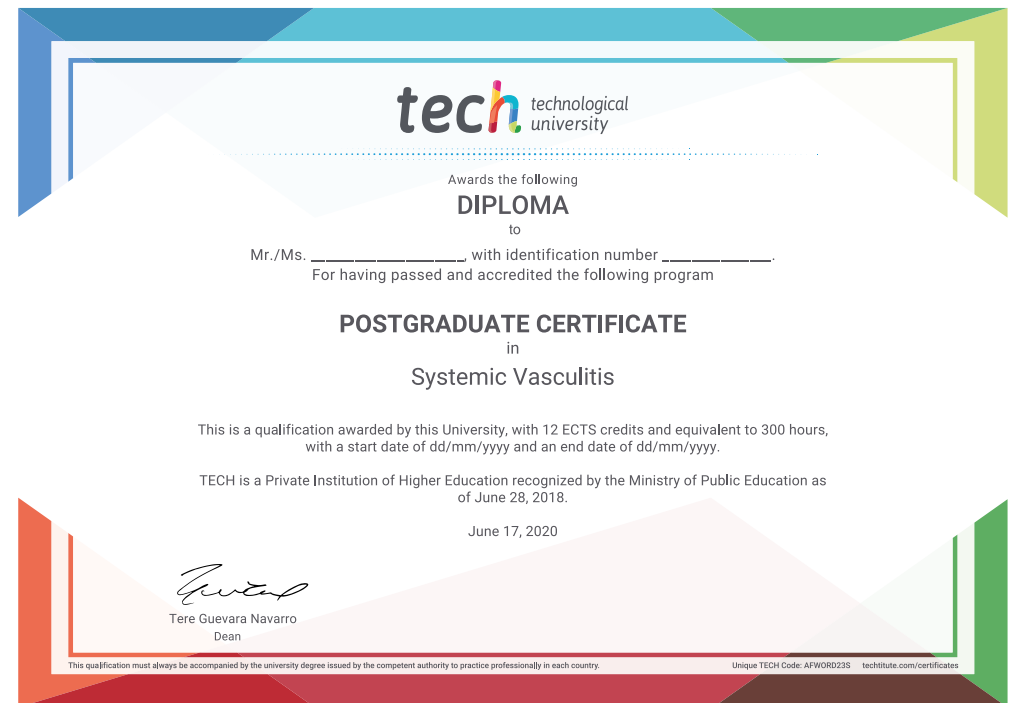 tech technological
university
Awards the following
DIPLOMA
to
Mr./Ms. __________________, with identification number _____________.
For having passed and accredited the following program
POSTGRADUATE CERTIFICATE
in
Systemic Vasculitis
This is a qualification awarded by this University, with 12 ECTS credits and equivalent to 300 hours,
with a start date of dd/mm/yyyy and an end date of dd/mm/yyyy.
TECH is a Private Institution of Higher Education recognized by the Ministry of Public Education as
of June 28, 2018.
June 17, 2020
Tere Guevara Navarro
Dean
This qualification must always be accompanied by the university degree issued by the competent authority to practice professionally in each country. Unique TECH Code: AFWORD23S techtitute.com/certificates